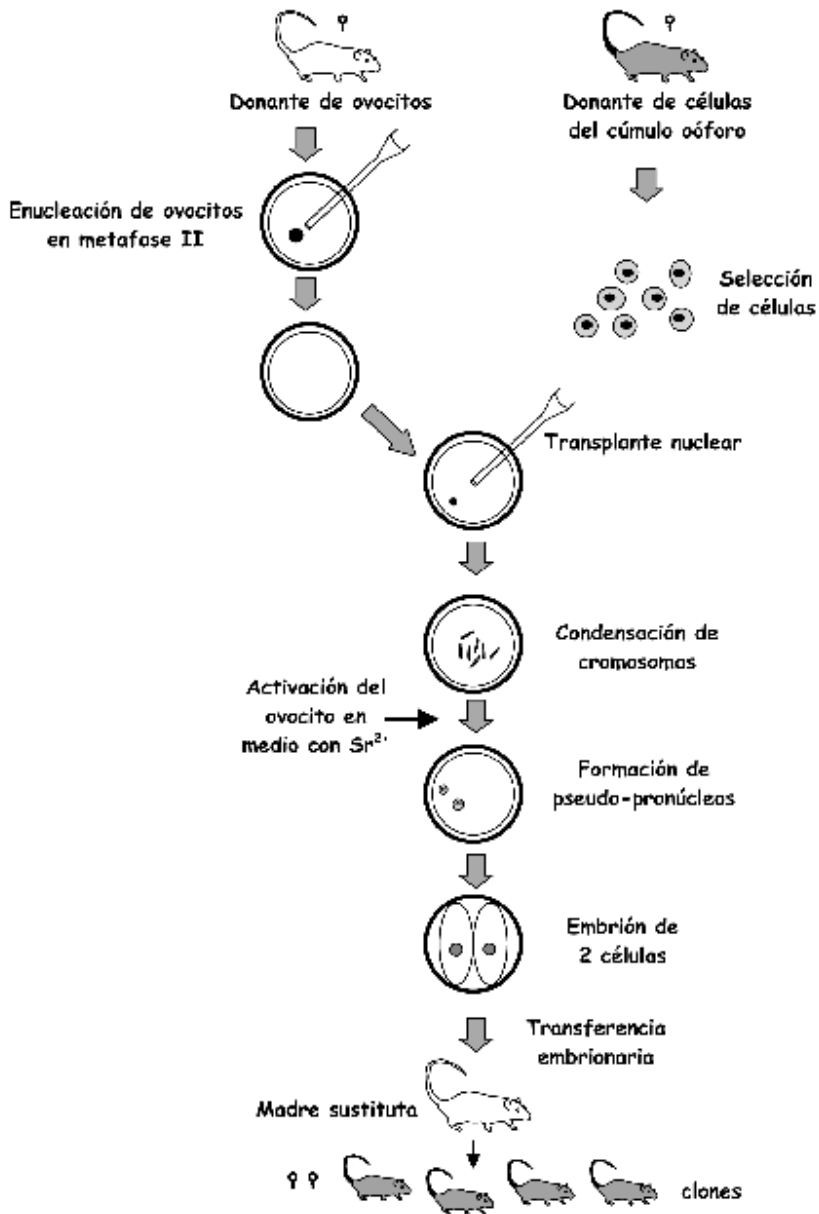 Donante de ovocitos
Donante de células
del cúmulo oóforo
Enucleación de ovocitos
en metafase II
Selección
de células
Transplante nuclear
Condensación de
cromosomas
Activación del
ovocito en
medio con Sr²⁺
Formación de
pseudo-pronúcleos
Embrión de
2 células
Transferencia
embrionaria
Madre sustituta
clones